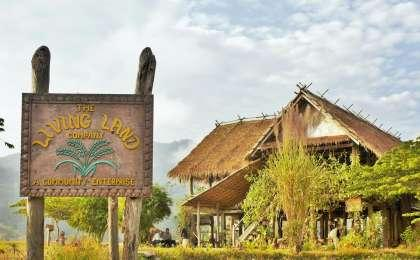 THE
LIVING LAND
COMPANY
A COMMUNITY ENTERPRISE